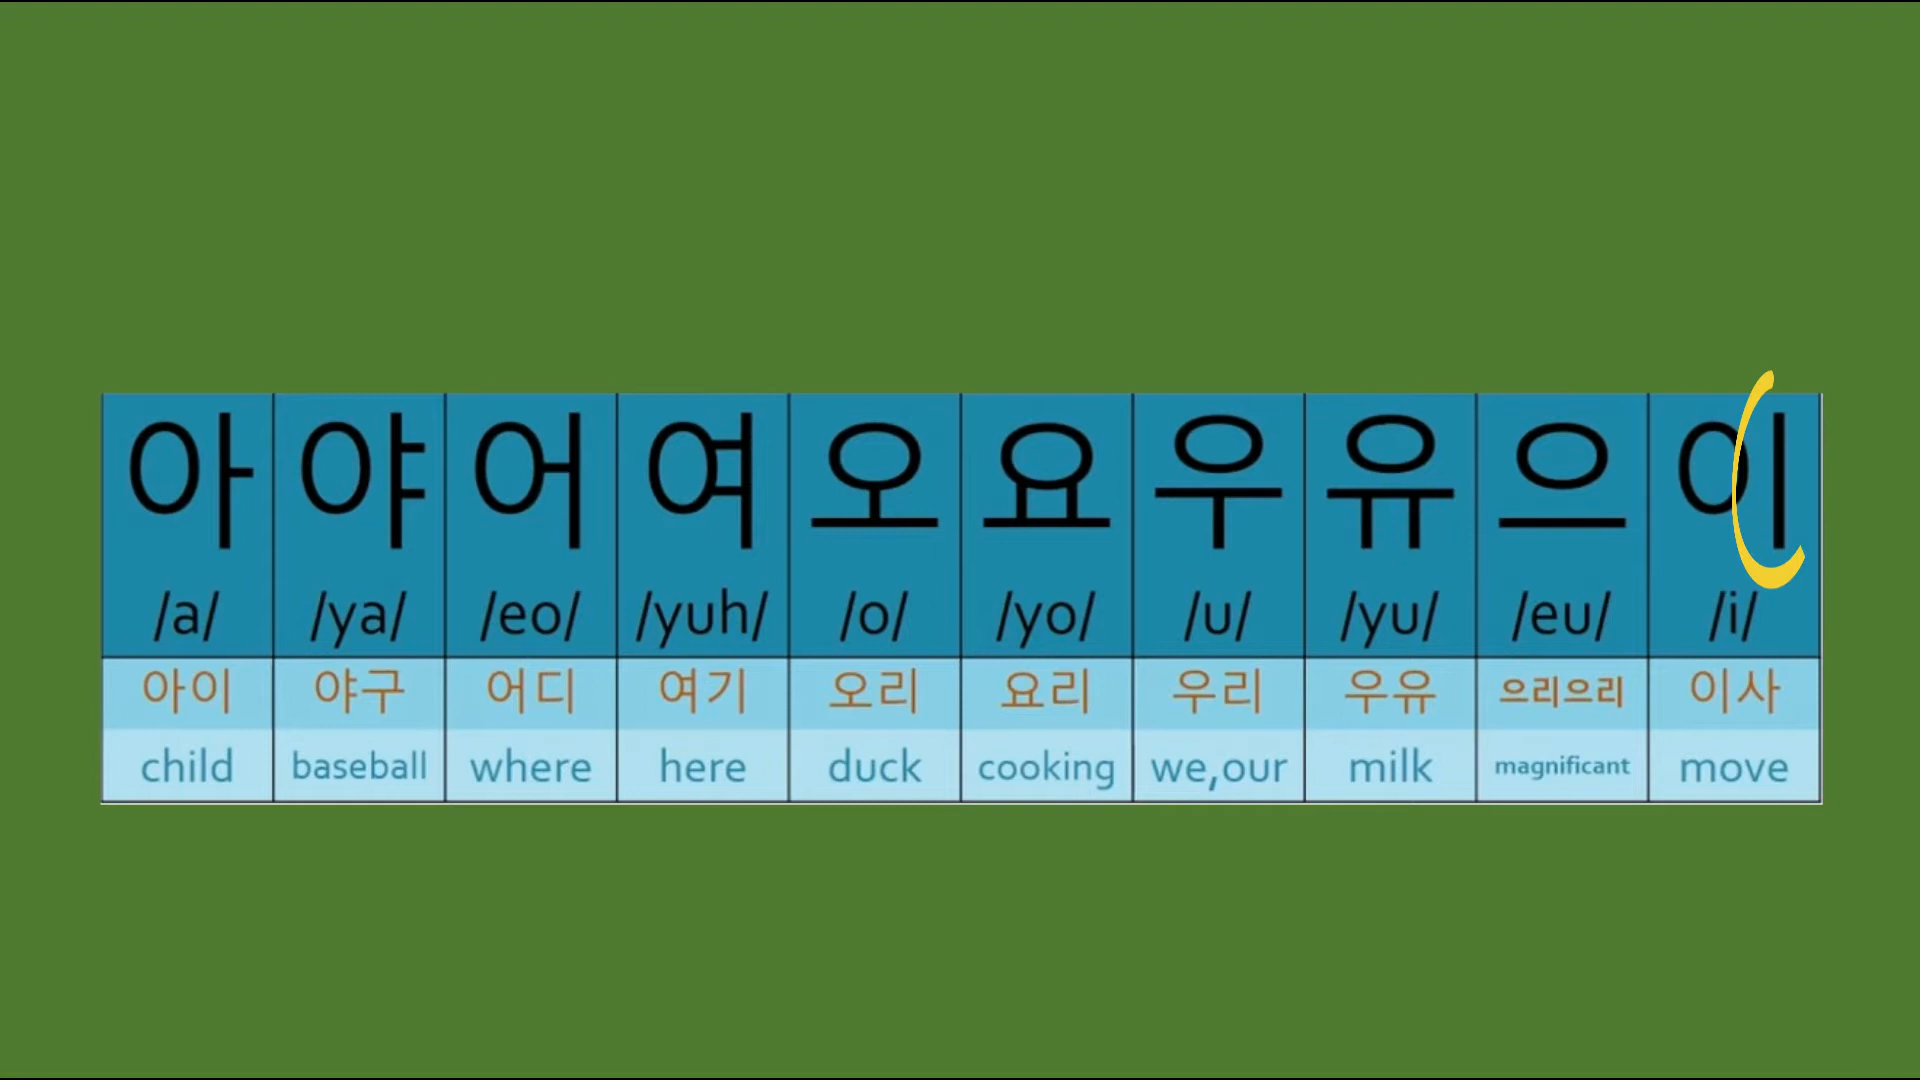 아 야 어 여 오 요 우 유 으 이
/a/ /ya/ /eo/ /yuh/ /o/ /yo/ /u/ /yu/ /eu/ /i/
아이 야구 어디 여기 오리 요리 우리 우유 으리으리 이사
child baseball where here duck cooking we,our milk magnificant move